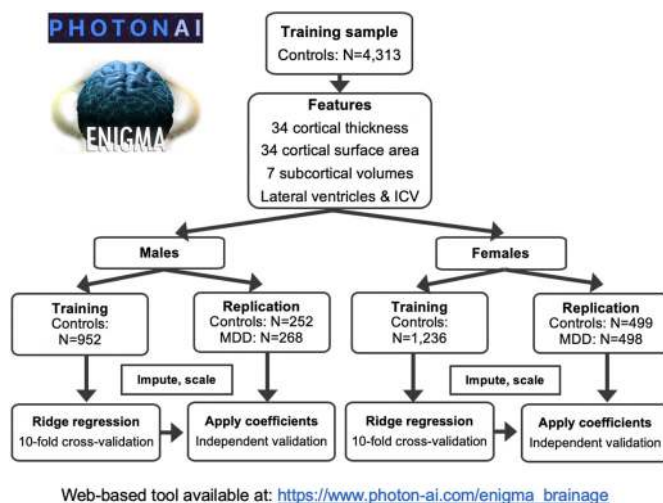 PHOTONAI
ENIGMA
Training sample
Controls: N=4,313
Features
34 cortical thickness
34 cortical surface area
7 subcortical volumes
Lateral ventricles & ICV
Males
Females
Training
Controls:
N=952
Replication
Controls: N=252
MDD: N=268
Training
Controls:
N=1,236
Replication
Controls: N=499
MDD: N=498
Impute, scale
Impute, scale
Ridge regression
10-fold cross-validation
Apply coefficients
Independent validation
Ridge regression
10-fold cross-validation
Apply coefficients
Independent validation
Web-based tool available at: https://www.photon-ai.com/enigma_brainage